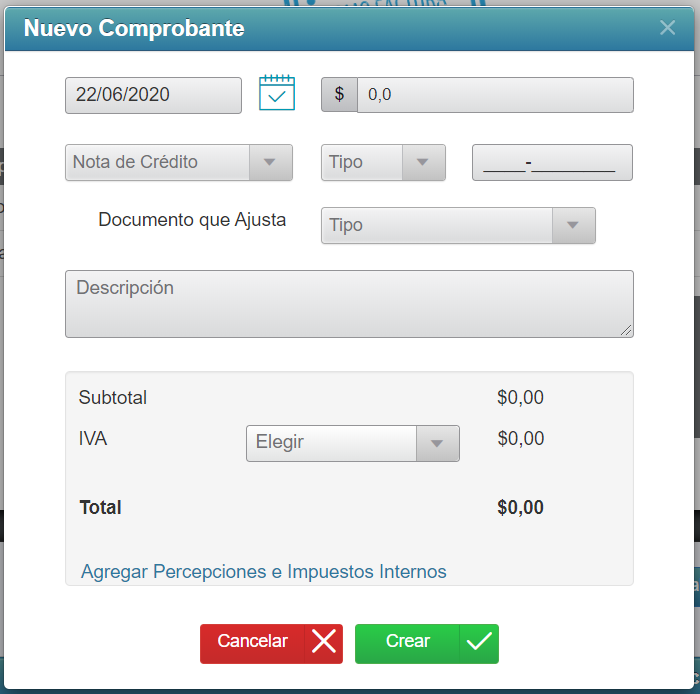 Nuevo Comprobante
22/06/2020 $ 0,0
Nota de Crédito Tipo ____-________
Documento que Ajusta Tipo
Descripción
Subtotal $0,00
IVA Elegir $0,00
Total $0,00
Agregar Percepciones e Impuestos Internos
Cancelar Crear